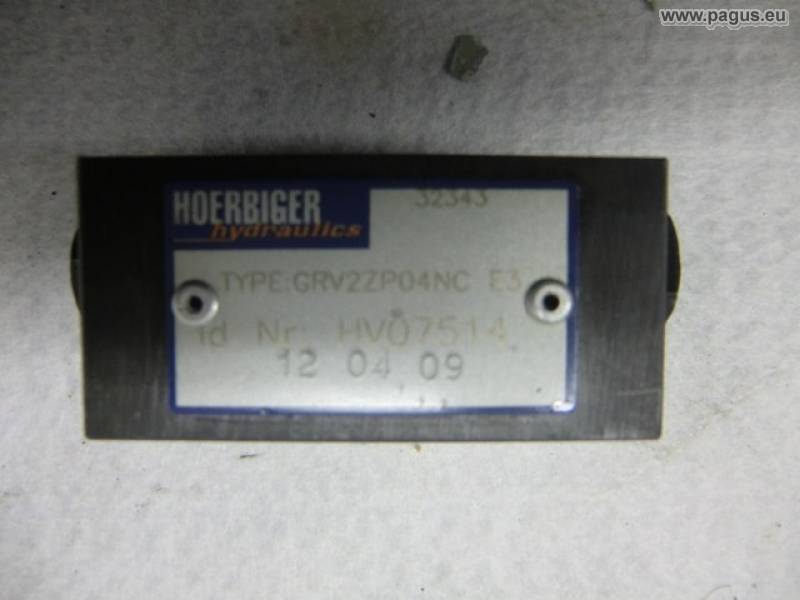 www.pagus.eu
32343
HOERBIGER
hydraulics
TYPE:GRV2ZP04NC E3
Id Nr. HV07514
12 04 09